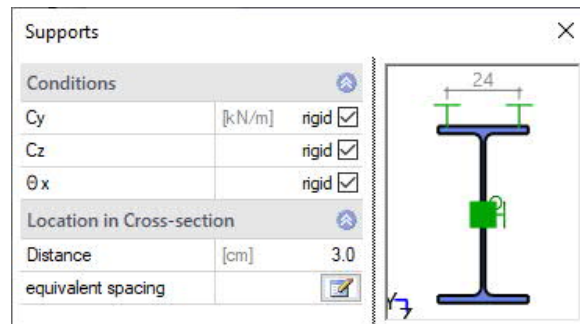 Supports
Conditions
Cy [kN/m] rigid
Cz rigid
Θx rigid
Location in Cross-section
Distance [cm] 3.0
equivalent spacing
24
Y